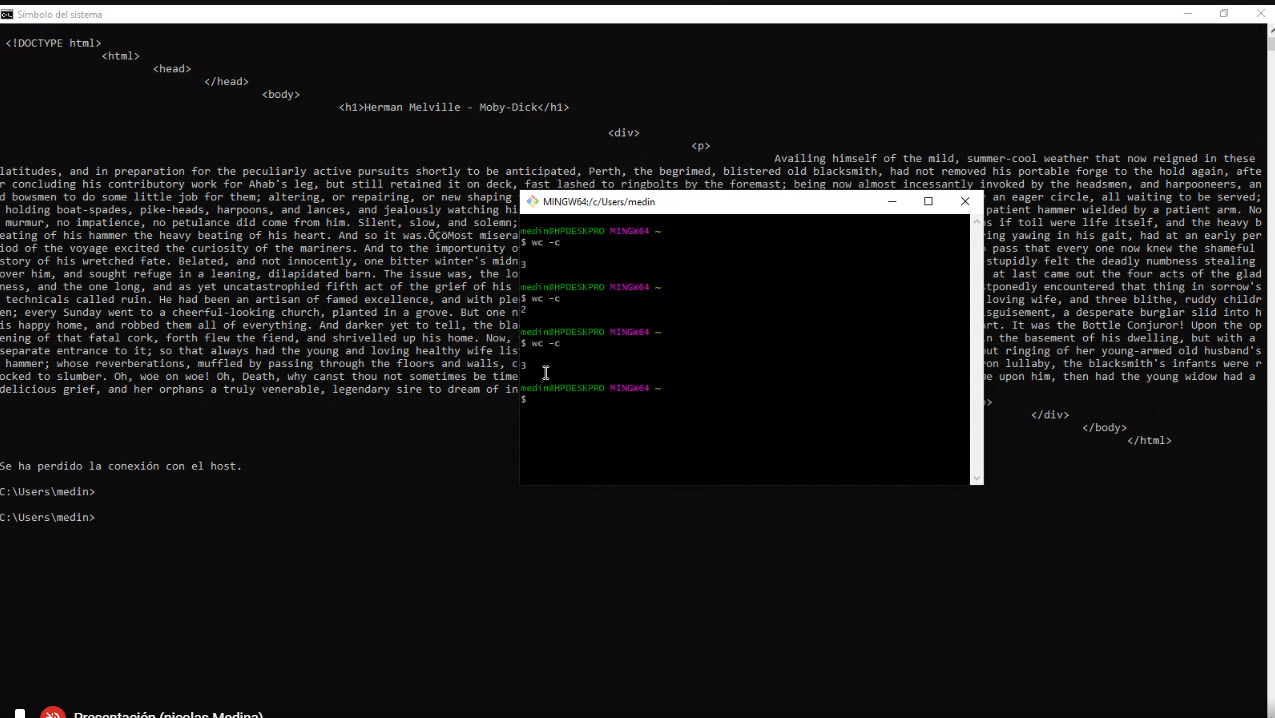 Símbolo del sistema
<!DOCTYPE html>
<html>
<head>
</head>
<body>
<h1>Herman Melville - Moby-Dick</h1>
<div>
<p>
Availing himself of the mild, summer-cool weather that now reigned in these
latitudes, and in preparation for the peculiarly active pursuits shortly to be anticipated, Perth, the begrimed, blistered old blacksmith, had not removed his portable forge to the hold again, afte
r concluding his contributory work for Ahab's leg, but still retained it on deck, fast lashed to ringbolts by the foremast; being now almost incessantly invoked by the headsmen, and harpooneers, an
d bowsmen to do some little job for them; altering, or repairing, or new shaping
an eager circle, all waiting to be served;
holding boat-spades, pike-heads, harpoons, and lances, and jealously watching hi
patient hammer wielded by a patient arm. No
murmur, no impatience, no petulance did come from him. Silent, slow, and solemn;
s if toil were life itself, and the heavy b
eating of his hammer the heavy beating of his heart. And so it was.ÔÇöMost misera
ing yawing in his gait, had at an early per
iod of the voyage excited the curiosity of the mariners. And to the importunity o
pass that every one now knew the shameful
story of his wretched fate. Belated, and not innocently, one bitter winter's midn
stupidly felt the deadly numbness stealing
over him, and sought refuge in a leaning, dilapidated barn. The issue was, the lo
at last came out the four acts of the glad
ness, and the one long, and as yet uncatastrophied fifth act of the grief of his
tponedly encountered that thing in sorrow's
technicals called ruin. He had been an artisan of famed excellence, and with ple
loving wife, and three blithe, ruddy childr
en; every Sunday went to a cheerful-looking church, planted in a grove. But one n
isguisement, a desperate burglar slid into h
is happy home, and robbed them all of everything. And darker yet to tell, the bla
rt. It was the Bottle Conjuror! Upon the op
ening of that fatal cork, forth flew the fiend, and shrivelled up his home. Now,
n the basement of his dwelling, but with a
separate entrance to it; so that always had the young and loving healthy wife lis
ut ringing of her young-armed old husband's
hammer; whose reverberations, muffled by passing through the floors and walls, c
on lullaby, the blacksmith's infants were r
ocked to slumber. Oh, woe on woe! Oh, Death, why canst thou not sometimes be time
e upon him, then had the young widow had a
delicious grief, and her orphans a truly venerable, legendary sire to dream of in
>
</div>
</body>
</html>
Se ha perdido la conexión con el host.
C:\Users\medin>
C:\Users\medin>
MINGW64:/c/Users/medin
medin@HPDESKPRO MINGW64 ~
$ wc -c
3
medin@HPDESKPRO MINGW64 ~
$ wc -c
2
medin@HPDESKPRO MINGW64 ~
$ wc -c
3
medin@HPDESKPRO MINGW64 ~
$
Presentación (nicolas Medina)